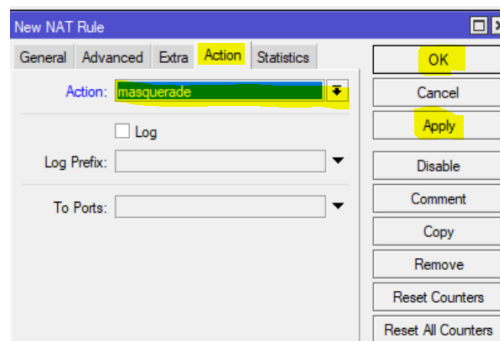 New NAT Rule
General Advanced Extra Action Statistics
Action: masquerade
Log
Log Prefix:
To Ports:
OK
Cancel
Apply
Disable
Comment
Copy
Remove
Reset Counters
Reset All Counters